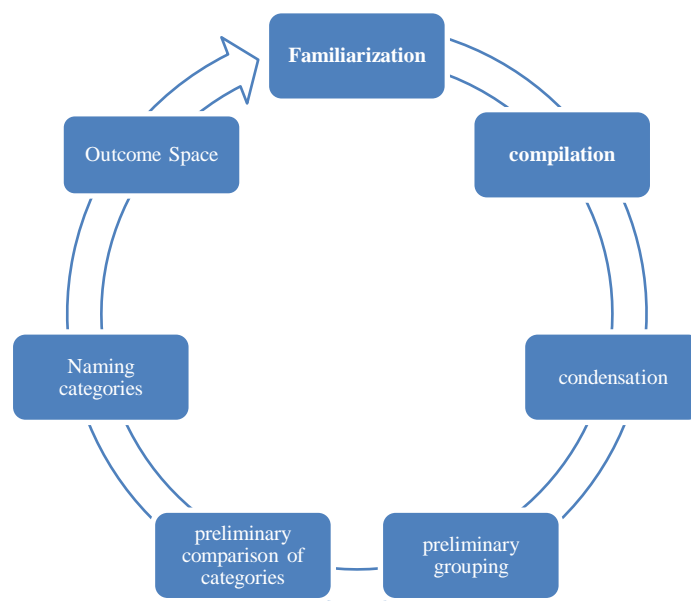 Familiarization
compilation
condensation
preliminary
grouping
preliminary
comparison of
categories
Naming
categories
Outcome Space